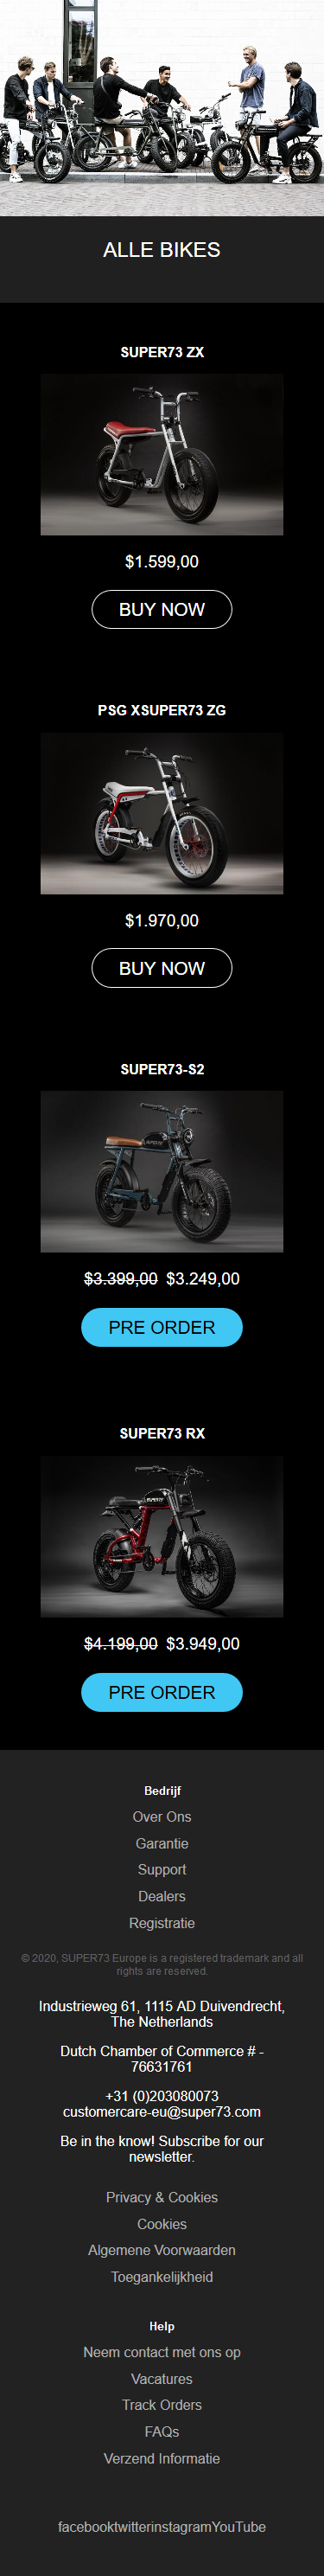 ALLE BIKES
SUPER73 ZX
$1.599,00
BUY NOW
PSG XSUPER73 ZG
$1.970,00
BUY NOW
SUPER73-S2
SUPER73
$3.399,00 $3.249,00
PRE ORDER
SUPER73 RX
SUPER73
$4.199,00 $3.949,00
PRE ORDER
Bedrijf
Over Ons
Garantie
Support
Dealers
Registratie
© 2020, SUPER73 Europe is a registered trademark and all
rights are reserved.
Industrieweg 61, 1115 AD Duivendrecht,
The Netherlands
Dutch Chamber of Commerce # -
76631761
+31 (0)203080073
customercare-eu@super73.com
Be in the know! Subscribe for our
newsletter.
Privacy & Cookies
Cookies
Algemene Voorwaarden
Toegankelijkheid
Help
Neem contact met ons op
Vacatures
Track Orders
FAQs
Verzend Informatie
facebooktwitterinstagramYouTube